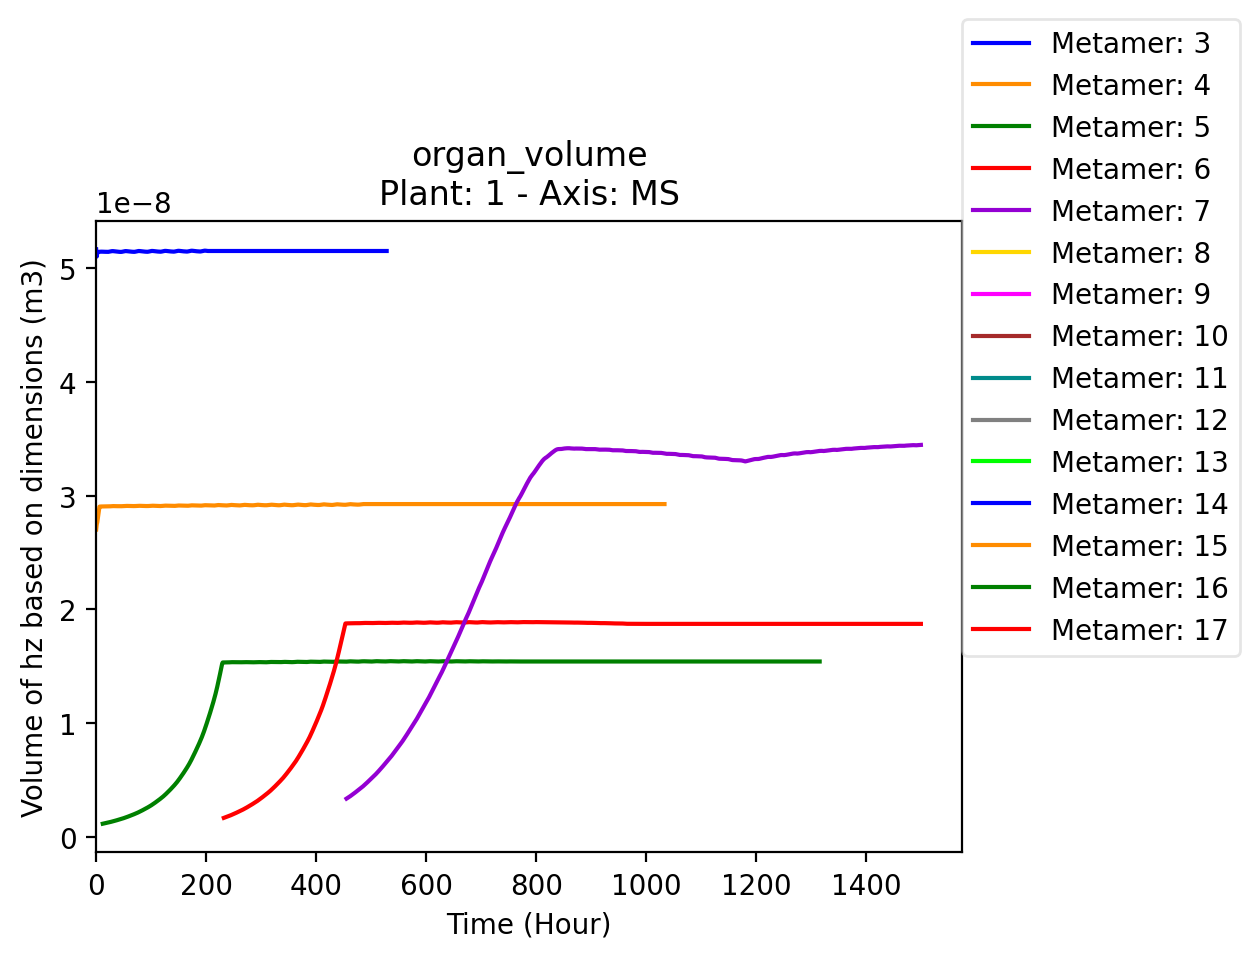 organ_volume
Plant: 1 - Axis: MS
1e−8
Volume of hz based on dimensions (m3)
5
4
3
2
1
0
0 200 400 600 800 1000 1200 1400
Time (Hour)
Metamer: 3
Metamer: 4
Metamer: 5
Metamer: 6
Metamer: 7
Metamer: 8
Metamer: 9
Metamer: 10
Metamer: 11
Metamer: 12
Metamer: 13
Metamer: 14
Metamer: 15
Metamer: 16
Metamer: 17